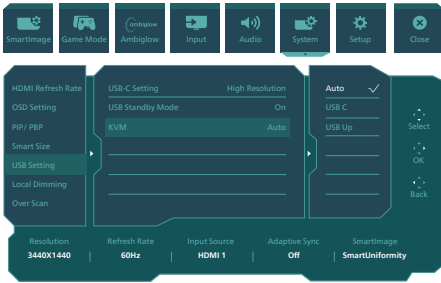 ambiglow
SmartImage Game Mode Ambiglow Input Audio System Setup Close
HDMI Refresh Rate USB-C Setting High Resolution Auto
OSD Setting USB Standby Mode On USB C
PIP/ PBP KVM Auto USB Up Select
Smart Size
USB Setting OK
Local Dimming
Over Scan Back
Resolution Refresh Rate Input Source Adaptive Sync SmartImage
3440X1440 | 60Hz | HDMI 1 | Off | SmartUniformity